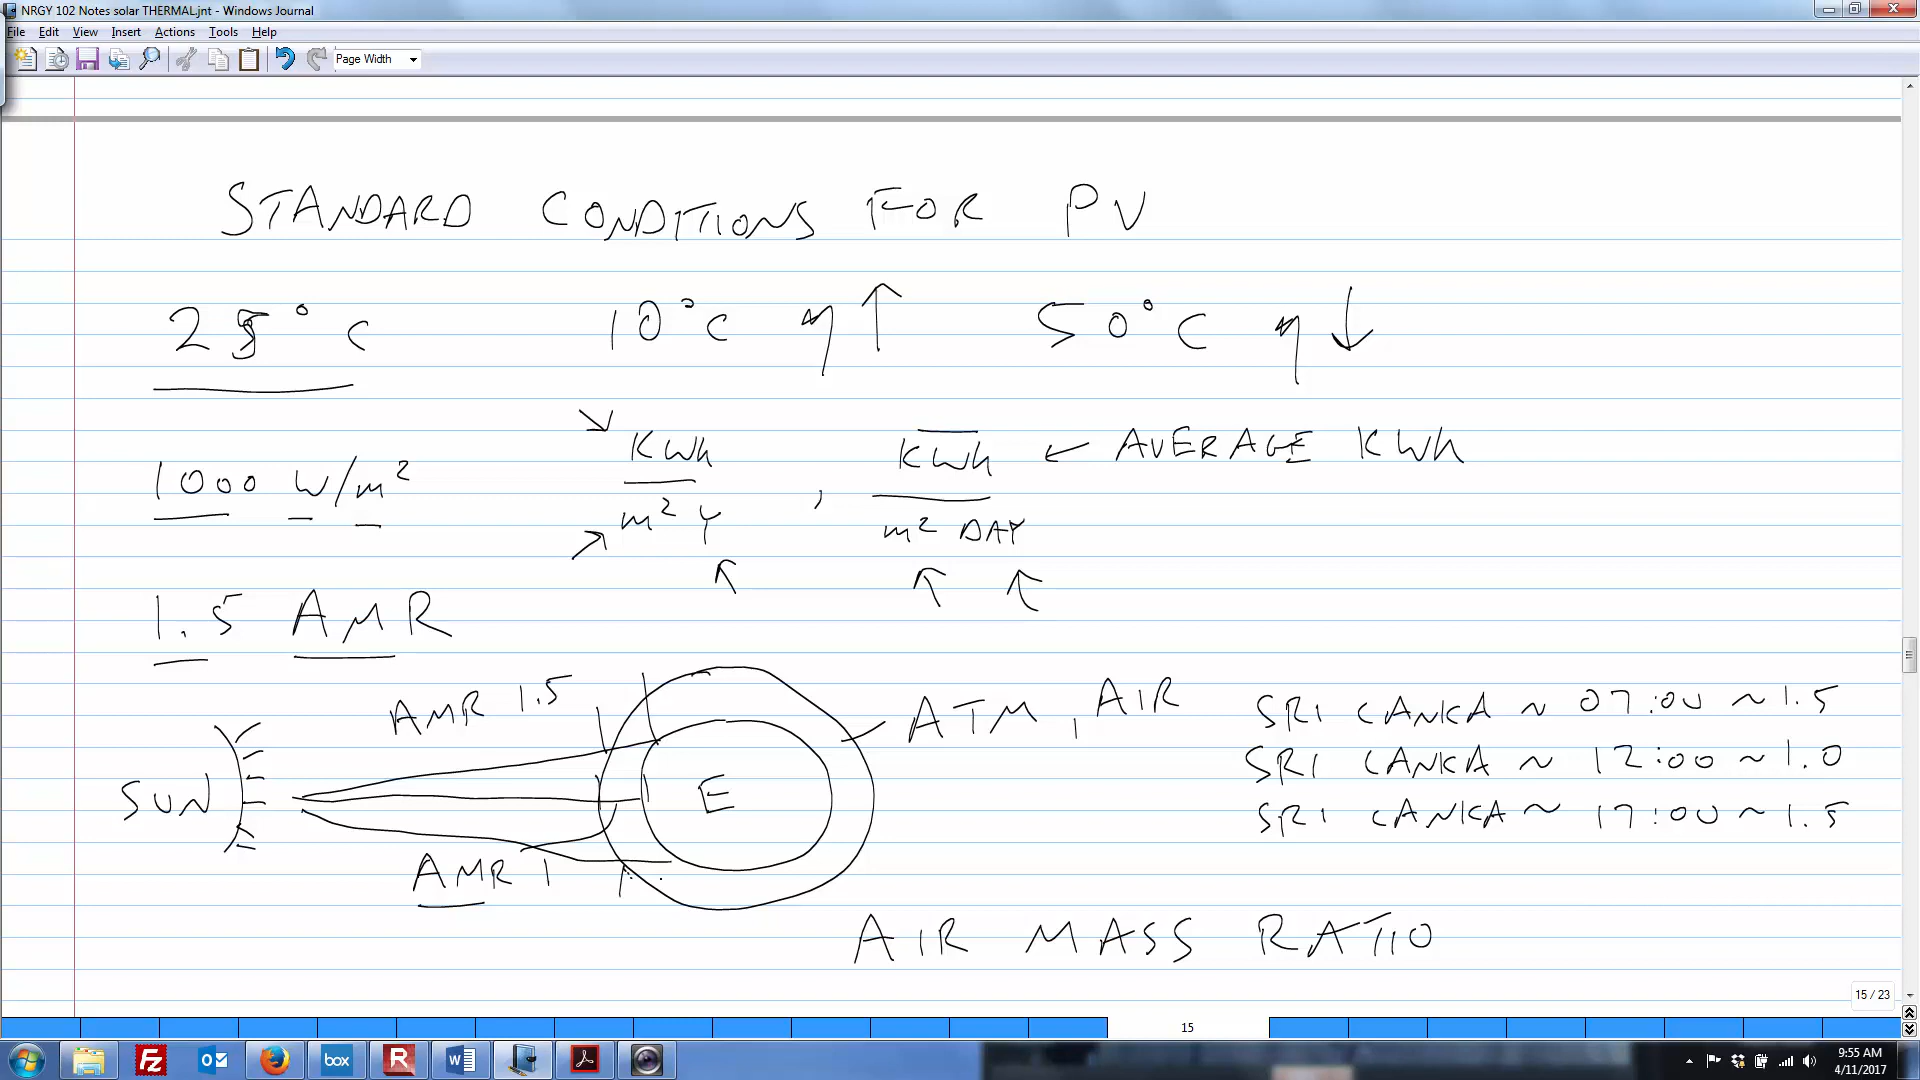 NRGY 102 Notes solar THERMAL.jnt - Windows Journal
File Edit View Insert Actions Tools Help
Page Width
STANDARD CONDITIONS FOR PV
25°C 10°C η↑ 50°C η↓
1000 W/m² KWh/m² Y , KWh/m² DAY ← AVERAGE KWh
1.5 AMR
AMR 1.5
ATM, AIR
SRI LANKA ~ 07:00 ~ 1.5
SRI LANKA ~ 12:00 ~ 1.0
SRI LANKA ~ 17:00 ~ 1.5
SUN
E
AMR 1
AIR MASS RATIO
15 / 23
15
Fz
box
R
W
9:55 AM
4/11/2017